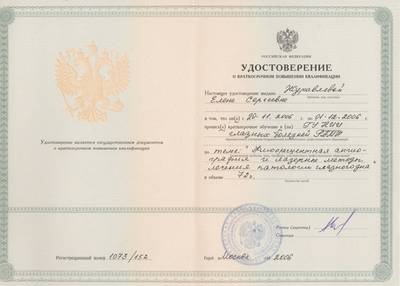 Удостоверение является государственным документом
о краткосрочном повышении квалификации
Регистрационный номер 1073/152
РОССИЙСКАЯ ФЕДЕРАЦИЯ
УДОСТОВЕРЕНИЕ
О КРАТКОСРОЧНОМ ПОВЫШЕНИИ КВАЛИФИКАЦИИ
Настоящее удостоверение выдано Журавлевой
Елене Сергеевне
в том, что он(а) с 20.11.2006 г. по 01.12.2006 г.
прошел(а) краткосрочное обучение в (на) ГУ НИИ
глазных болезней РАМН
по теме: "Флюоресцентная ангио-
графия и лазерные методы
лечения патологии глазного дна
в объеме 72 ч.
Ректор (директор)
Секретарь
Город Москва 2006